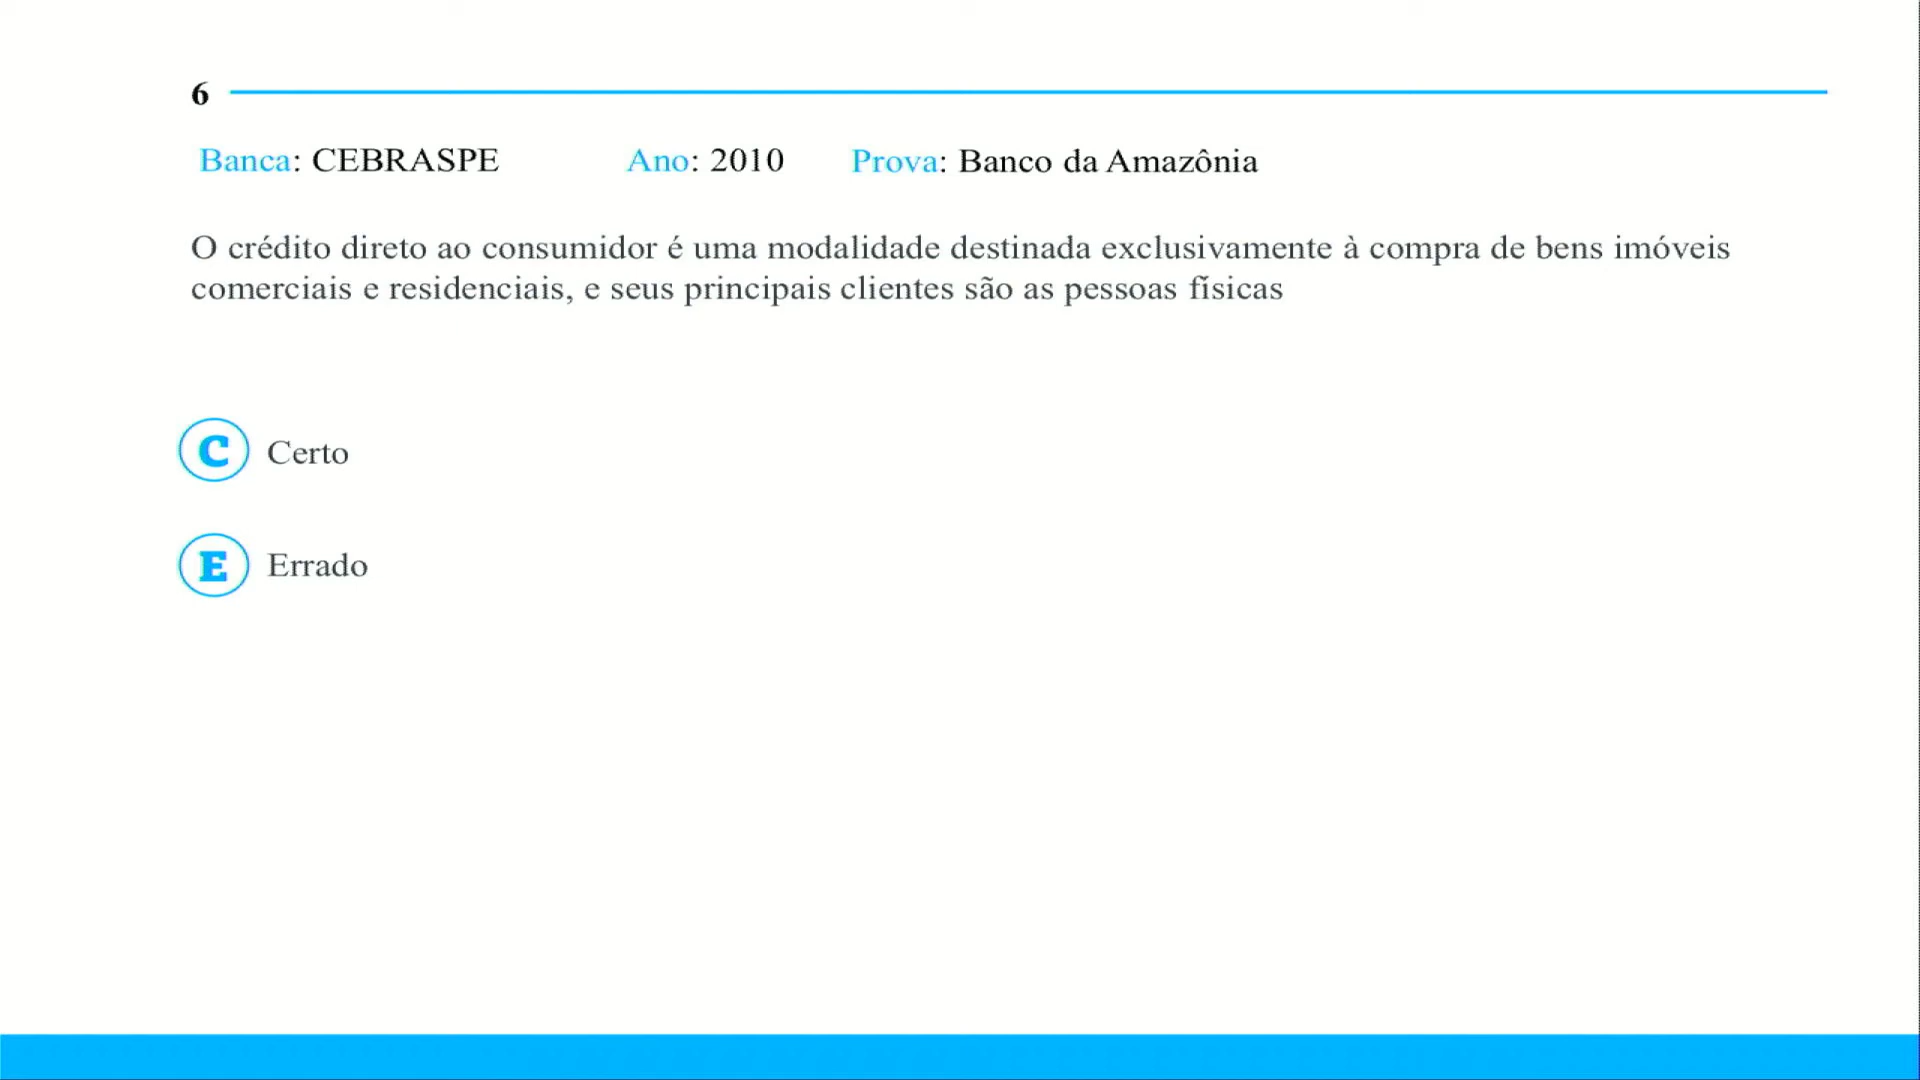 6
Banca: CEBRASPE Ano: 2010 Prova: Banco da Amazônia
O crédito direto ao consumidor é uma modalidade destinada exclusivamente à compra de bens imóveis
comerciais e residenciais, e seus principais clientes são as pessoas físicas
C Certo
E Errado